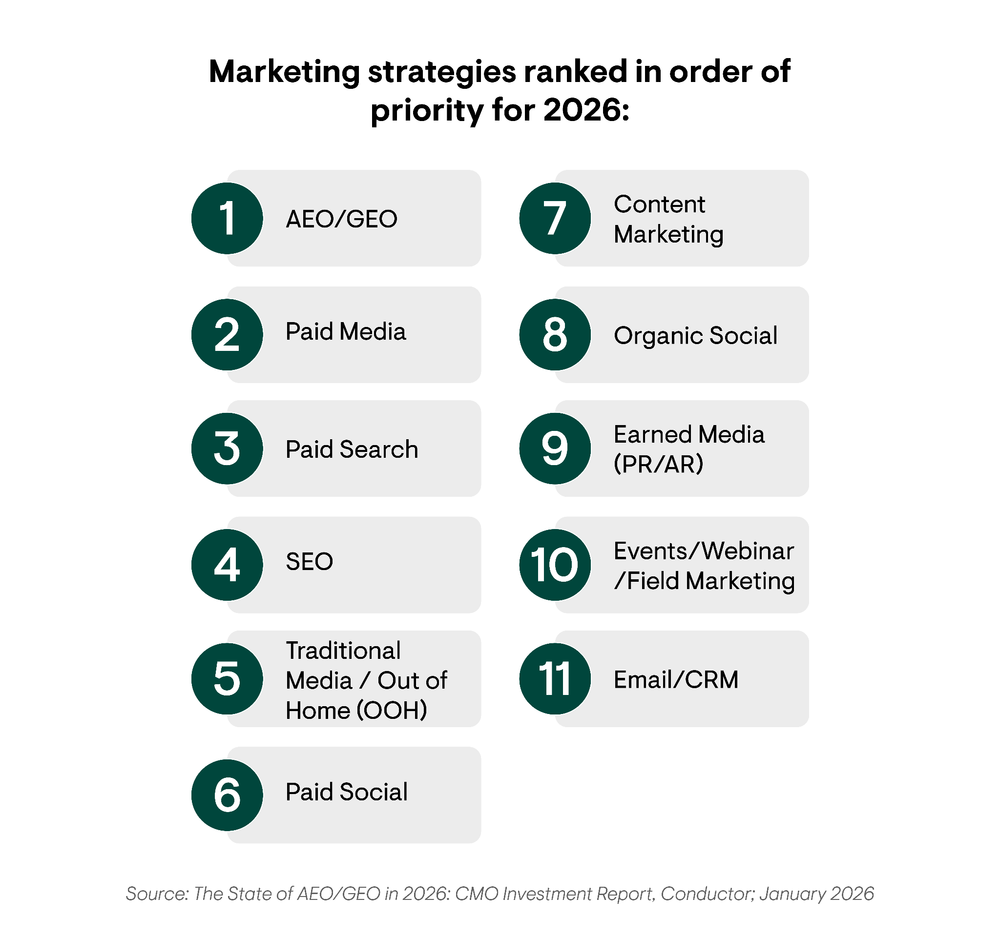 Marketing strategies ranked in order of
priority for 2026:
1
AEO/GEO
2
Paid Media
3
Paid Search
4
SEO
5
Traditional
Media / Out of
Home (OOH)
6
Paid Social
7
Content
Marketing
8
Organic Social
9
Earned Media
(PR/AR)
10
Events/Webinar
/Field Marketing
11
Email/CRM
Source: The State of AEO/GEO in 2026: CMO Investment Report, Conductor; January 2026